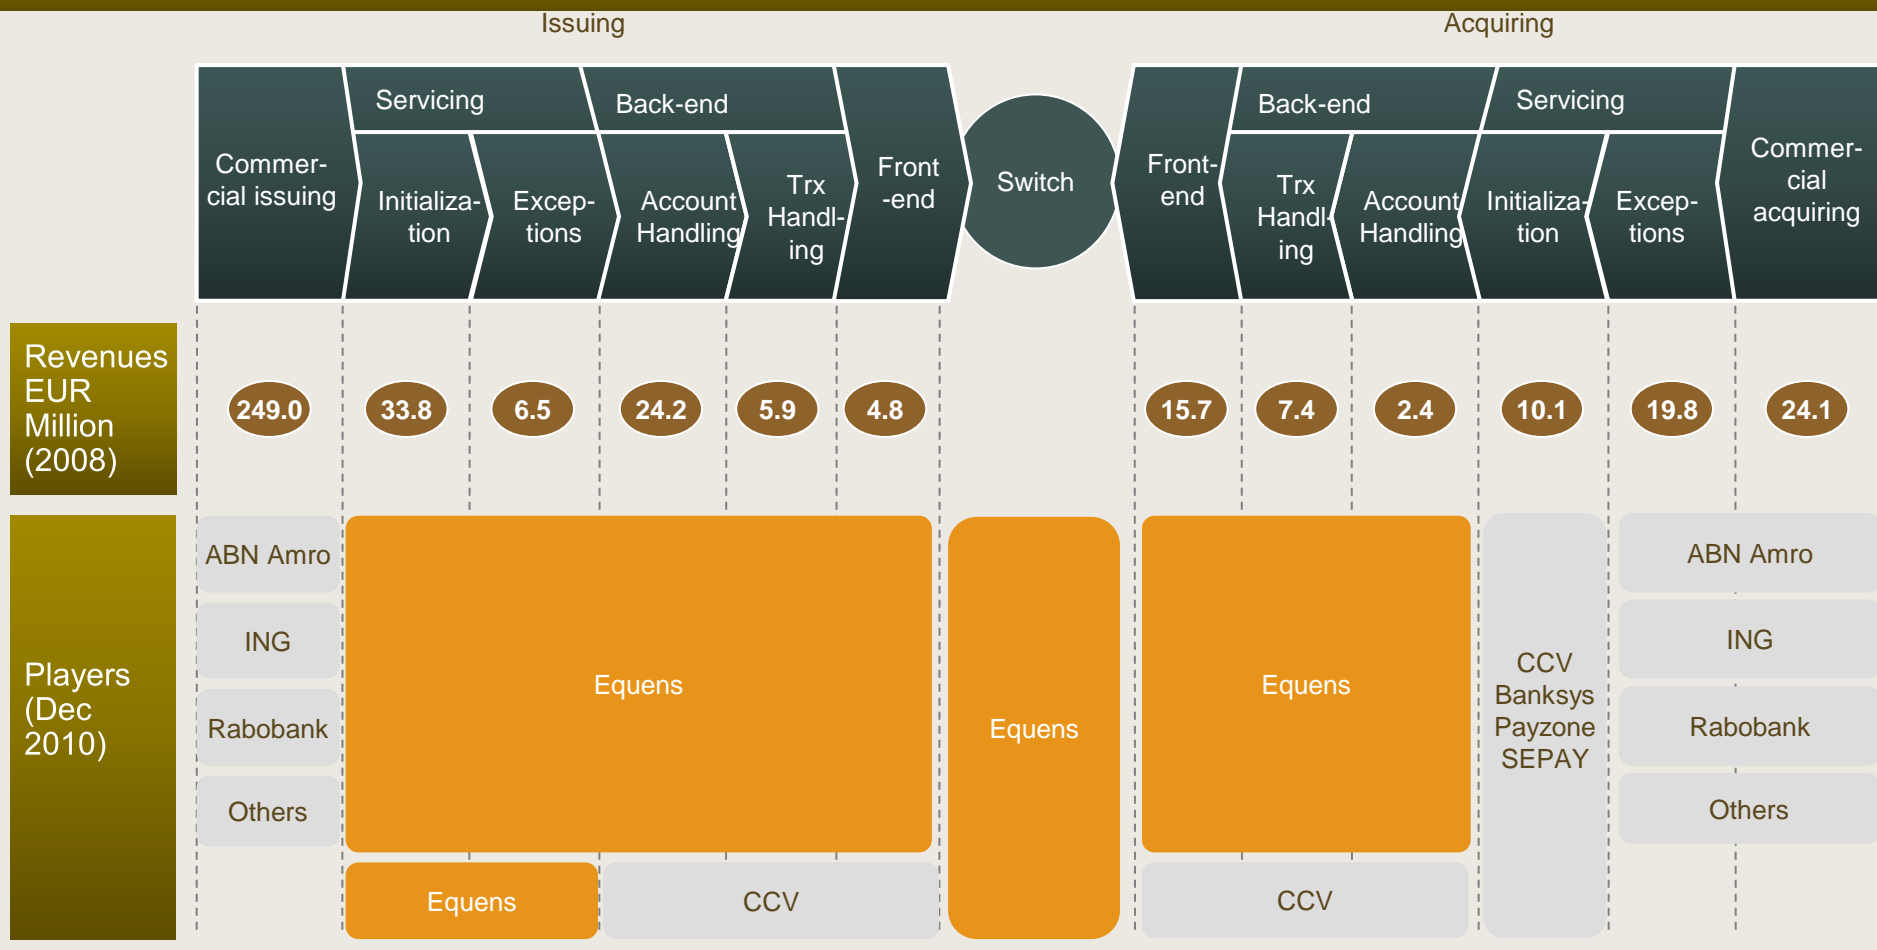 Issuing
Acquiring
Servicing
Back-end
Back-end
Servicing
Commer-
cial issuing
Initializa-
tion
Excep-
tions
Account
Handling
Trx
Handl-
ing
Front
-end
Switch
Front-
end
Trx
Handl-
ing
Account
Handling
Initializa-
tion
Excep-
tions
Commer-
cial
acquiring
Revenues
EUR
Million
(2008)
249.0
33.8
6.5
24.2
5.9
4.8
15.7
7.4
2.4
10.1
19.8
24.1
Players
(Dec
2010)
ABN Amro
ING
Rabobank
Others
Equens
Equens
CCV
Equens
Equens
CCV
CCV
Banksys
Payzone
SEPAY
ABN Amro
ING
Rabobank
Others